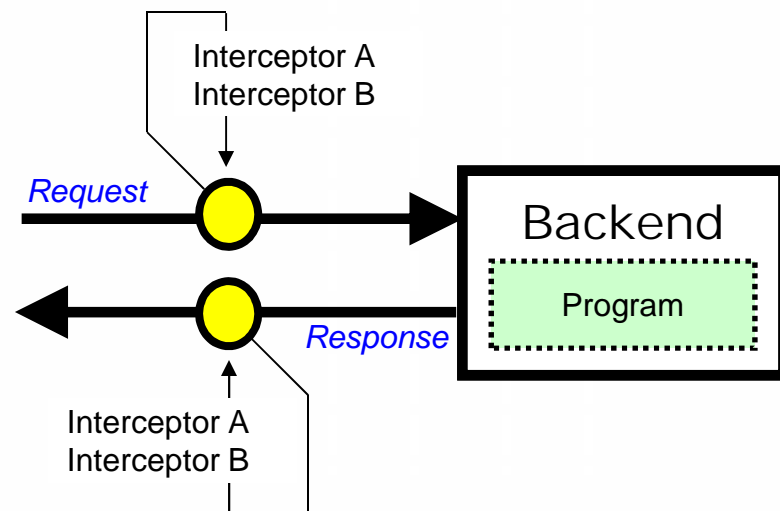 Interceptor A
Interceptor B
Request
Backend
Program
Response
Interceptor A
Interceptor B